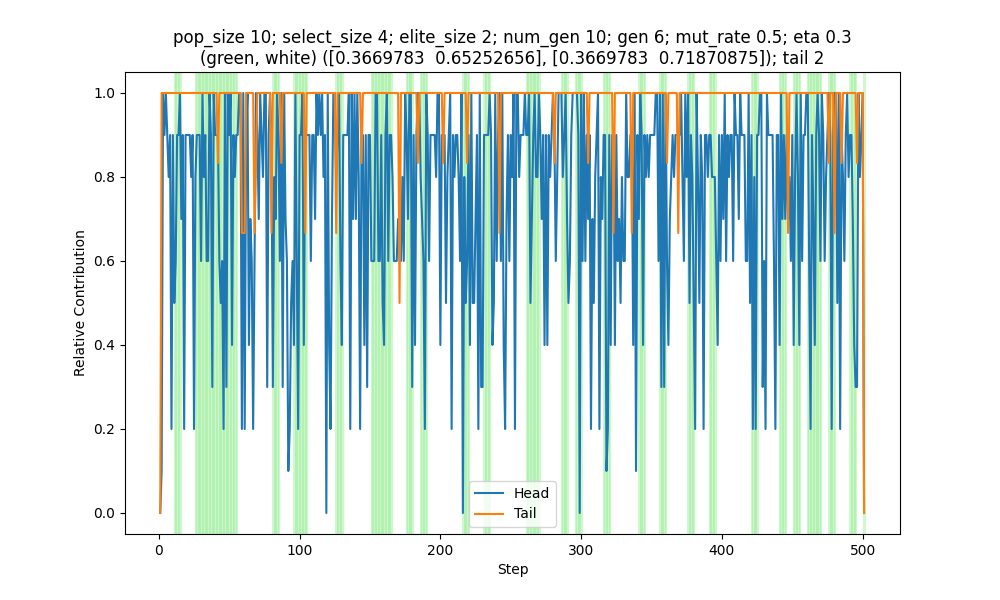 pop_size 10; select_size 4; elite_size 2; num_gen 10; gen 6; mut_rate 0.5; eta 0.3
(green, white) ([0.3669783  0.65252656], [0.3669783  0.71870875]); tail 2
1.0
0.8
0.6
0.4
0.2
0.0
Relative Contribution
Head
Tail
0
100
200
300
400
500
Step